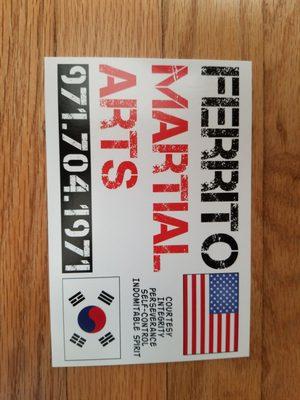 FERRITO
MARTIAL
ARTS
971.704.1971
COURTESY
INTEGRITY
PERSEVERANCE
SELF-CONTROL
INDOMITABLE SPIRIT